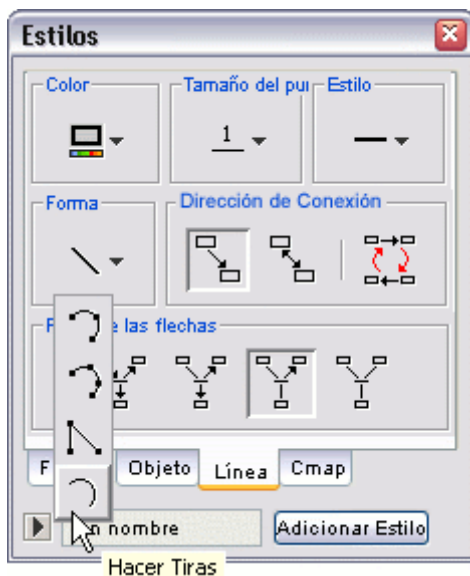 Estilos
Color
Tamaño del pu
Estilo
1
Forma
Dirección de Conexión
e las flechas
F
Objeto
Línea
Cmap
n nombre
Adicionar Estilo
Hacer Tiras